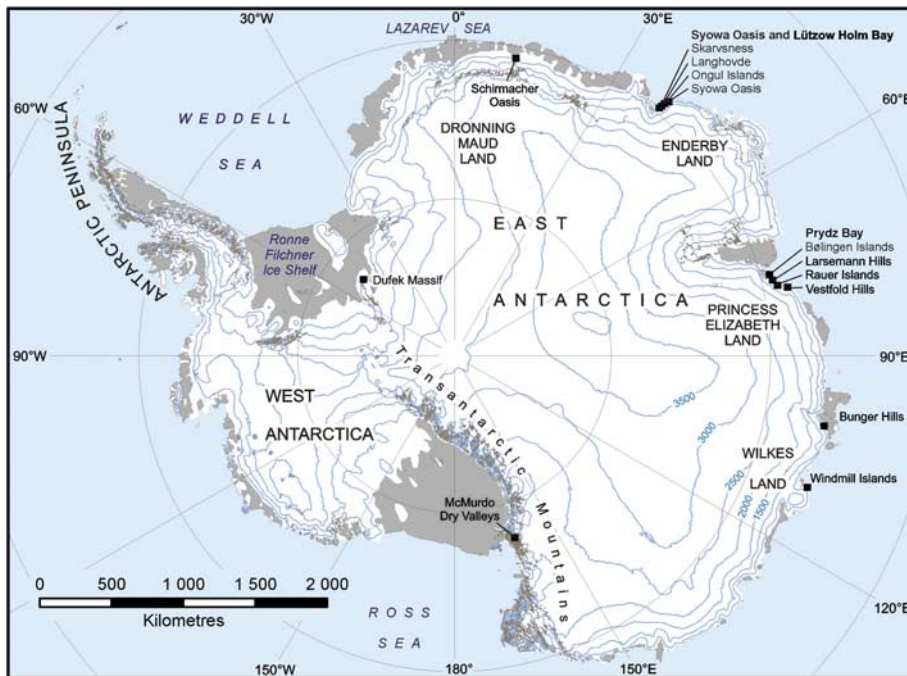 30°W
0°
30°E
LAZAREV SEA
Syowa Oasis and Lützow Holm Bay
Skarvsness
Langhovde
Ongul Islands
Syowa Oasis
Schirmacher
Oasis
60°W
60°E
WEDDELL
SEA
DRONNING
MAUD
LAND
ENDERBY
LAND
ANTARCTIC PENINSULA
EAST
ANTARCTICA
Ronne
Filchner
Ice Shelf
Dufek Massif
Prydz Bay
Bølingen Islands
Larsemann Hills
Rauer Islands
Vestfold Hills
PRINCESS
ELIZABETH
LAND
90°W
90°E
Transantarctic Mountains
WEST
ANTARCTICA
3500
3000
2500
2000
1500
Bunger Hills
WILKES
LAND
Windmill Islands
McMurdo
Dry Valleys
0 500 1 000 1 500 2 000
Kilometres
ROSS
SEA
120°E
150°W
180°
150°E